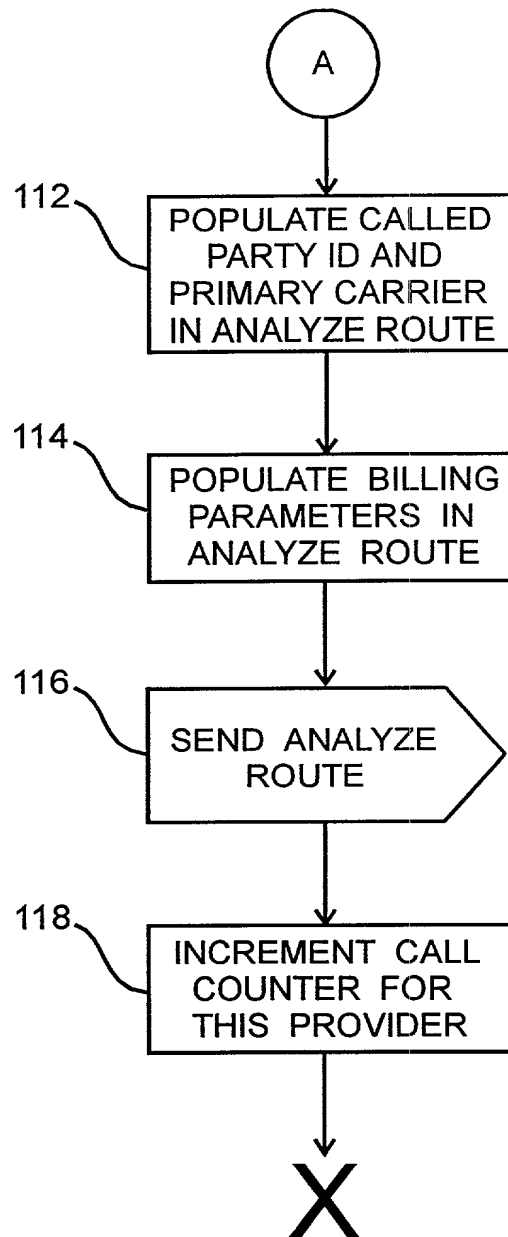 A
112
POPULATE CALLED
PARTY ID AND
PRIMARY CARRIER
IN ANALYZE ROUTE
114
POPULATE BILLING
PARAMETERS IN
ANALYZE ROUTE
116
SEND ANALYZE
ROUTE
118
INCREMENT CALL
COUNTER FOR
THIS PROVIDER
X